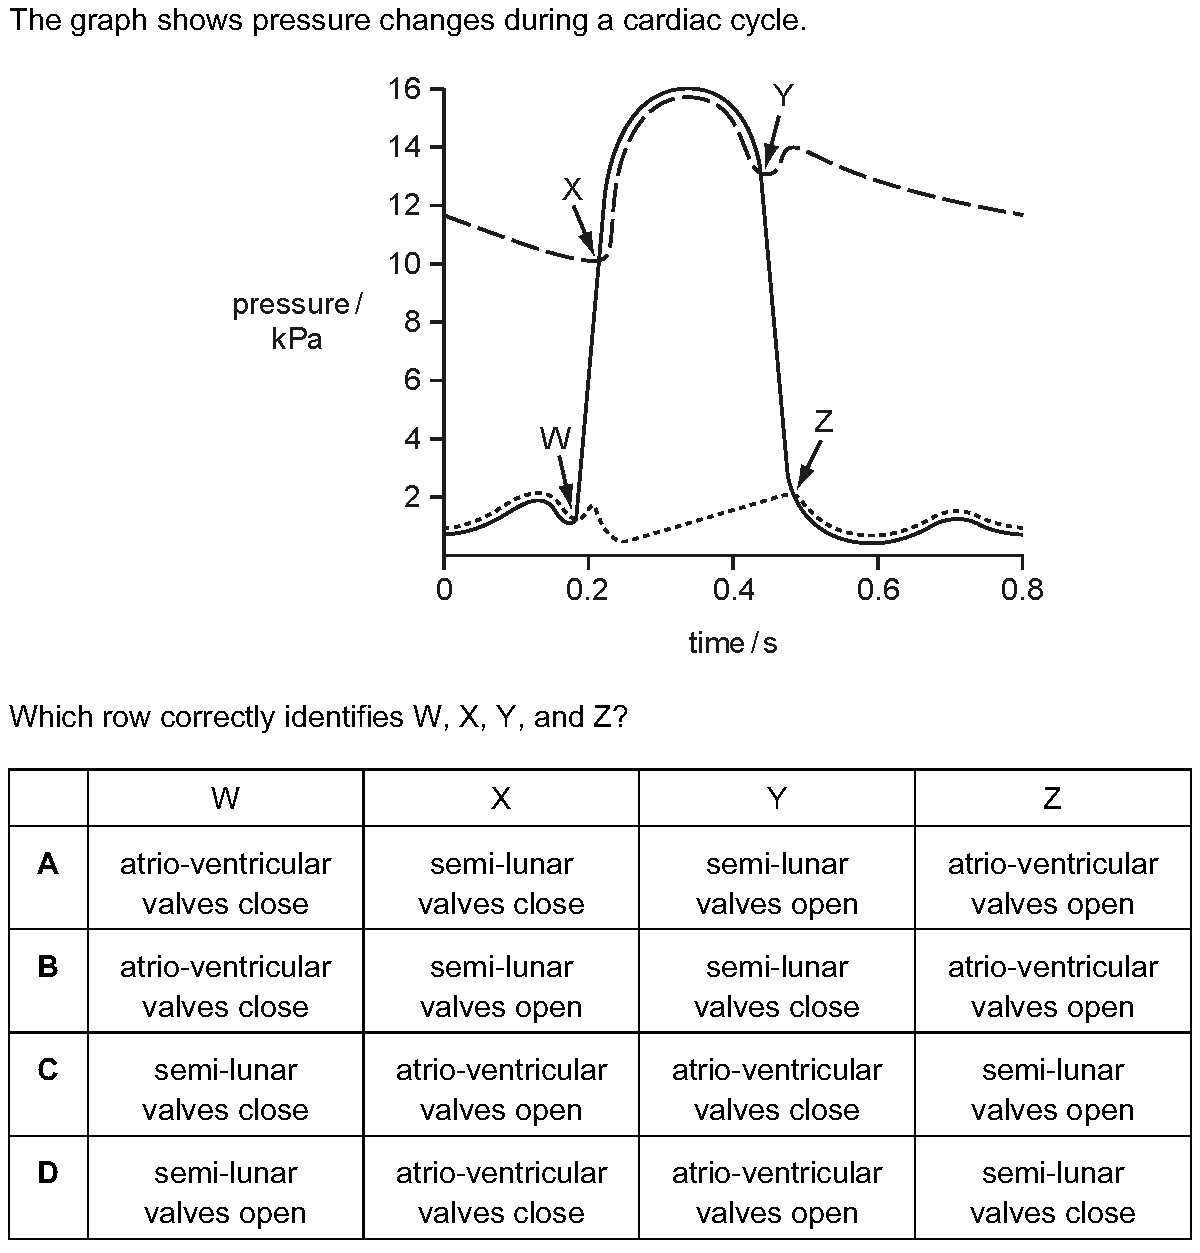 The graph shows pressure changes during a cardiac cycle.
16
14
12
10
8
6
4
2
pressure /
kPa
X
Y
W
Z
0
0.2
0.4
0.6
0.8
time / s
Which row correctly identifies W, X, Y, and Z?
W X Y Z
A
atrio-ventricular
valves close
semi-lunar
valves close
semi-lunar
valves open
atrio-ventricular
valves open
B
atrio-ventricular
valves close
semi-lunar
valves open
semi-lunar
valves close
atrio-ventricular
valves open
C
semi-lunar
valves close
atrio-ventricular
valves open
atrio-ventricular
valves close
semi-lunar
valves open
D
semi-lunar
valves open
atrio-ventricular
valves close
atrio-ventricular
valves open
semi-lunar
valves close